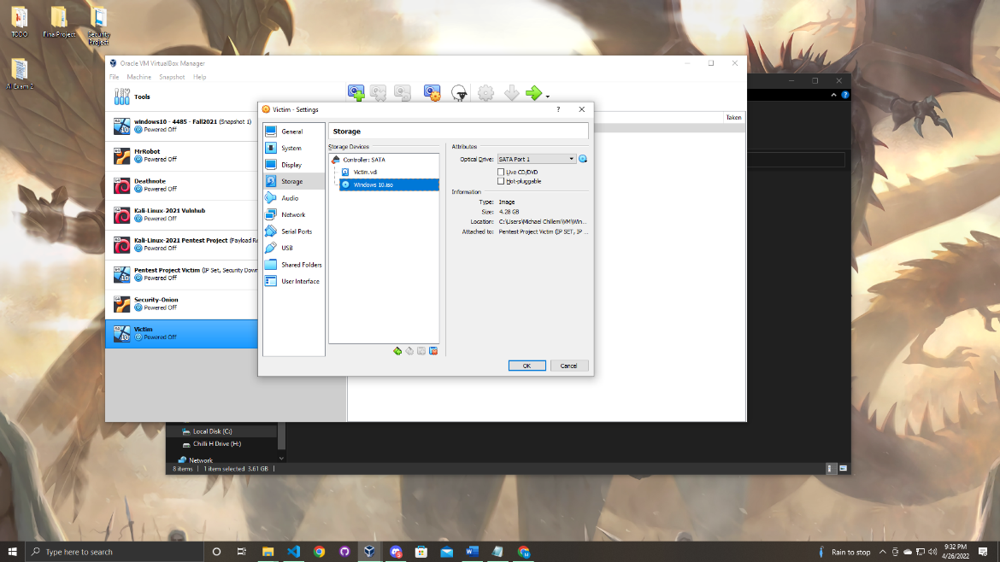 TODO
FinalProject
Security
Project
AI Exam 2
Oracle VM VirtualBox Manager
File Machine Snapshot Help
Tools
Taken
windows10 - 4485 - Fall2021 (Snapshot 1)
Powered Off
MrRobot
Powered Off
Deathnote
Powered Off
Kali-Linux-2021 Vulnhub
Powered Off
Kali-Linux-2021 Pentest Project (Payload Re
Powered Off
Pentest Project Victim (IP Set, Security Down
Powered Off
Security-Onion
Powered Off
Victim
Powered Off
Victim - Settings
General
System
Display
Storage
Audio
Network
Serial Ports
USB
Shared Folders
User Interface
Storage
Storage Devices
Controller: SATA
Victim.vdi
Windows 10.iso
Attributes
Optical Drive: SATA Port 1
Live CD/DVD
Hot-pluggable
Information
Type: Image
Size: 4.28 GB
Location: C:\Users\Michael Chillemi\VM\Win...
Attached to: Pentest Project Victim (IP SET, IP ...
OK Cancel
Local Disk (C:)
Chilli H Drive (H:)
Network
8 items 1 item selected 3.61 GB
Type here to search
Rain to stop
9:32 PM
4/26/2022